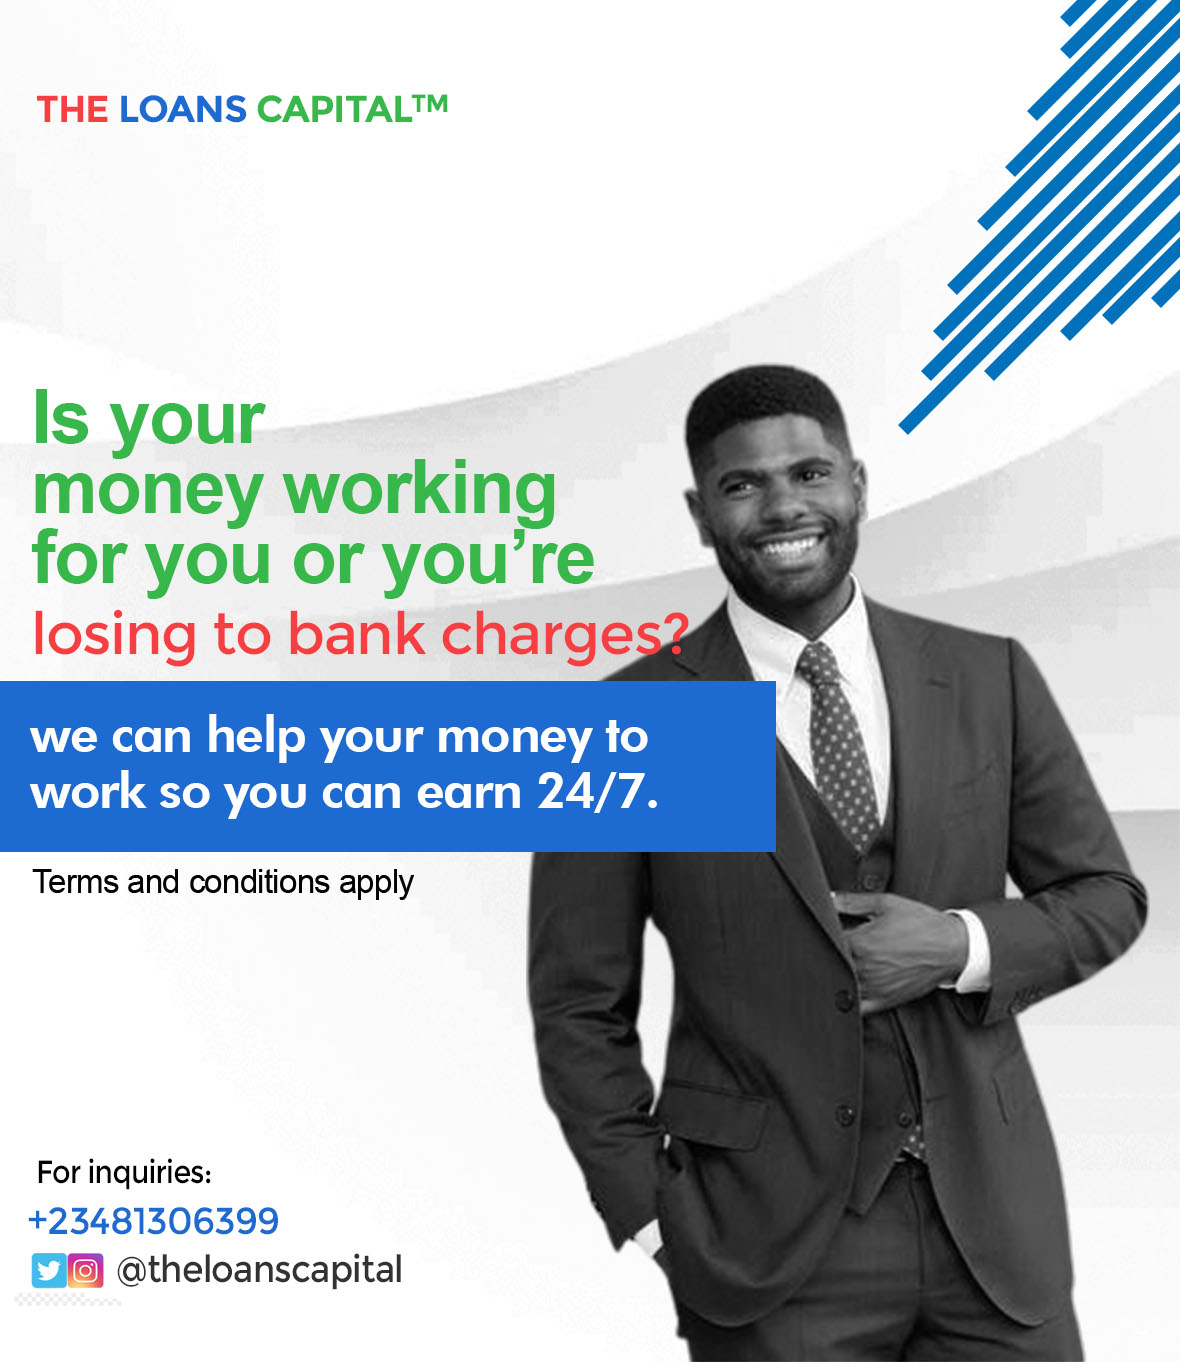 THE LOANS CAPITAL™
Is your
money working
for you or you’re
losing to bank charges?
we can help your money to
work so you can earn 24/7.
Terms and conditions apply
For inquiries:
+23481306399
@theloanscapital